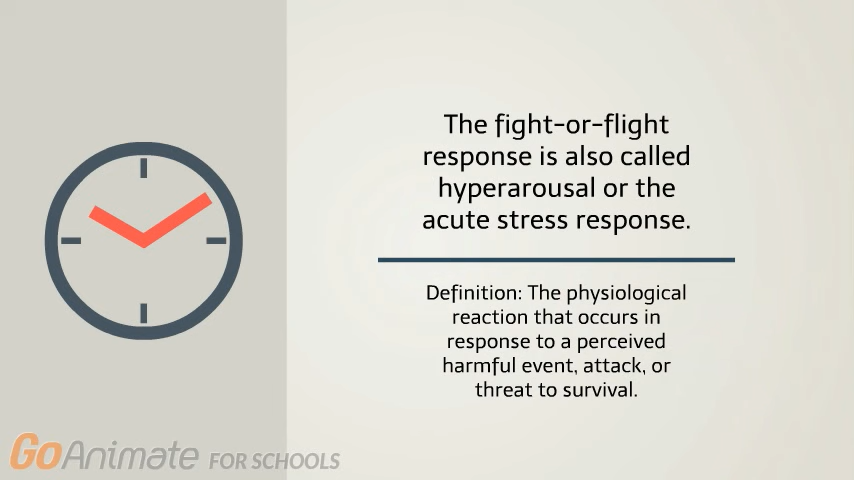 The fight-or-flight
response is also called
hyperarousal or the
acute stress response.
Definition: The physiological
reaction that occurs in
response to a perceived
harmful event, attack, or
threat to survival.
GoAnimate FOR SCHOOLS